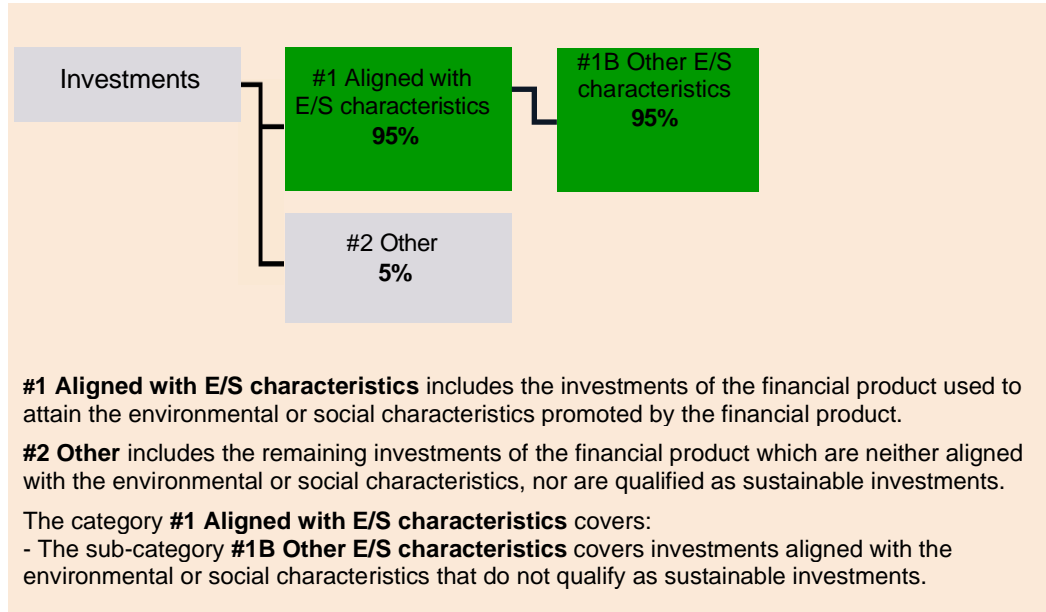 Investments
#1 Aligned with
E/S characteristics
95%
#1B Other E/S
characteristics
95%
#2 Other
5%
#1 Aligned with E/S characteristics includes the investments of the financial product used to
attain the environmental or social characteristics promoted by the financial product.
#2 Other includes the remaining investments of the financial product which are neither aligned
with the environmental or social characteristics, nor are qualified as sustainable investments.
The category #1 Aligned with E/S characteristics covers:
- The sub-category #1B Other E/S characteristics covers investments aligned with the
environmental or social characteristics that do not qualify as sustainable investments.